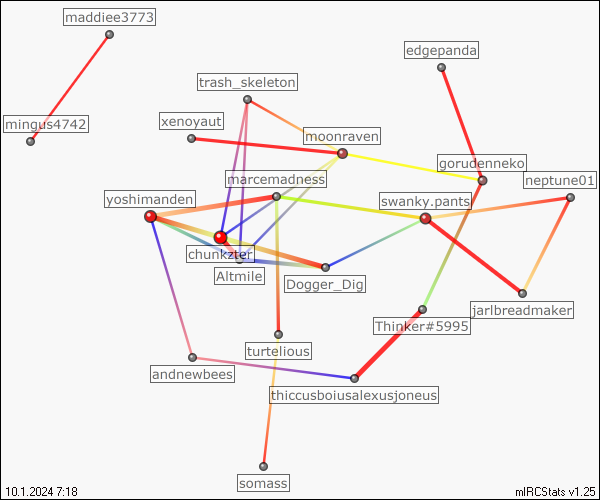 maddiee3773
edgepanda
trash_skeleton
xenoyaut
mingus4742
moonraven
gorudenneko
marcemadness
neptune01
yoshimanden
swanky.pants
chunkzter
Altmile
Dogger_Dig
jarlbreadmaker
Thinker#5995
turtelious
andnewbees
thiccusboiusalexusjoneus
somass
10.1.2024 7:18
mIRCStats v1.25